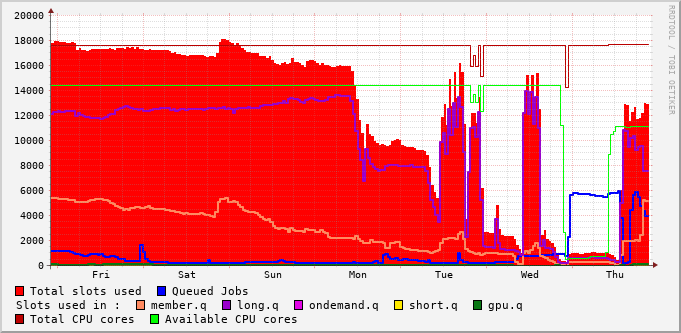 20000
18000
16000
14000
12000
10000
8000
6000
4000
2000
0
Fri Sat Sun Mon Tue Wed Thu
RRDTOOL / TOBI OETIKER
Total slots used Queued Jobs
Slots used in : member.q long.q ondemand.q short.q gpu.q
Total CPU cores Available CPU cores